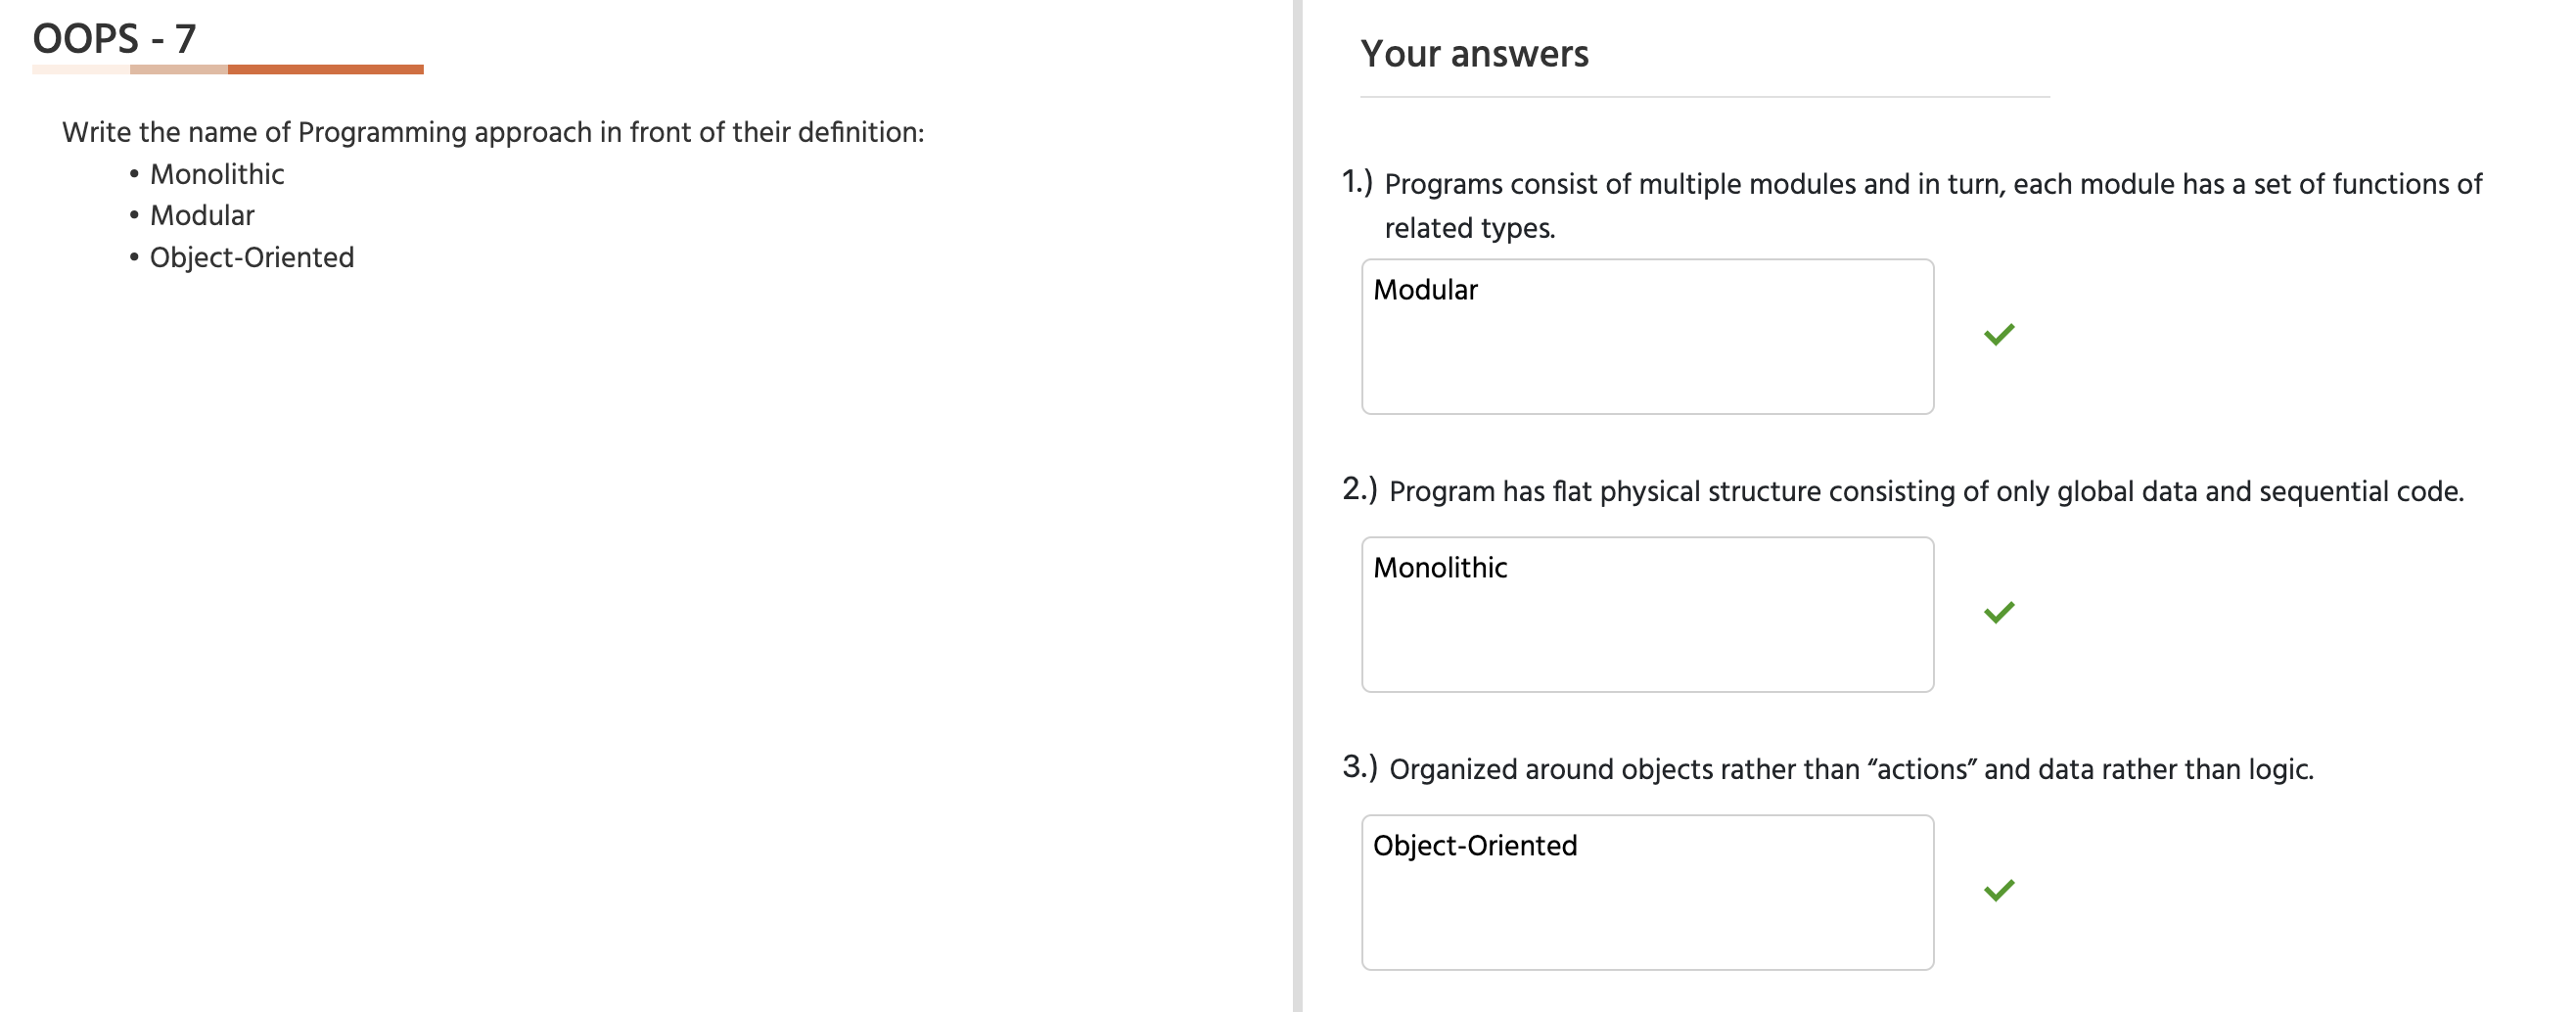 OOPS - 7
Write the name of Programming approach in front of their definition:
• Monolithic
• Modular
• Object-Oriented
Your answers
1.) Programs consist of multiple modules and in turn, each module has a set of functions of
related types.
Modular
2.) Program has flat physical structure consisting of only global data and sequential code.
Monolithic
3.) Organized around objects rather than “actions” and data rather than logic.
Object-Oriented